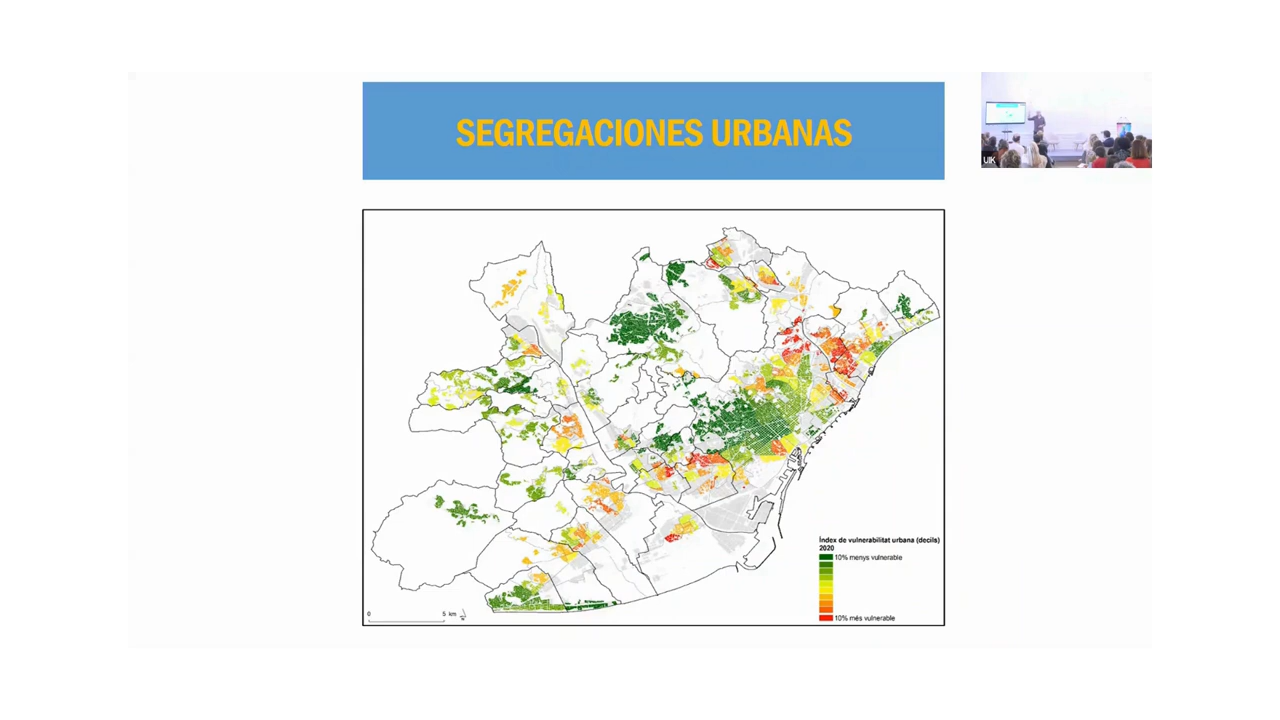 SEGREGACIONES URBANAS
UIK
Índex de vulnerabilitat urbana (decils)
2020
10% menys vulnerable
10% més vulnerable
0 5 km